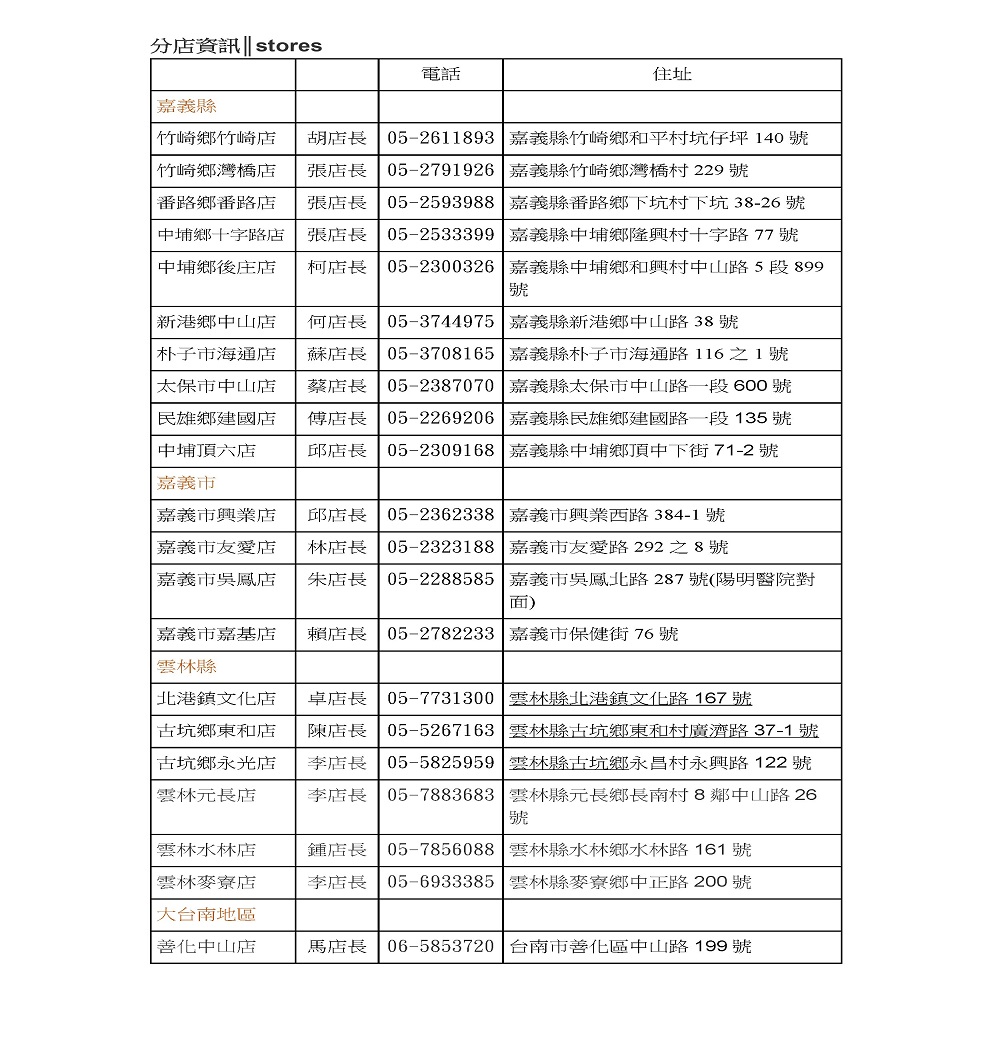 分店資訊||stores
電話 住址
嘉義縣
竹崎鄉竹崎店 胡店長 05-2611893 嘉義縣竹崎鄉和平村坑仔坪 140 號
竹崎鄉灣橋店 張店長 05-2791926 嘉義縣竹崎鄉灣橋村 229 號
番路鄉番路店 張店長 05-2593988 嘉義縣番路鄉下坑村下坑 38-26 號
中埔鄉十字路店 張店長 05-2533399 嘉義縣中埔鄉隆興村十字路 77 號
中埔鄉後庄店 柯店長 05-2300326 嘉義縣中埔鄉和興村中山路 5 段 899
號
新港鄉中山店 何店長 05-3744975 嘉義縣新港鄉中山路 38 號
朴子市海通店 蘇店長 05-3708165 嘉義縣朴子市海通路 116 之 1 號
太保市中山店 蔡店長 05-2387070 嘉義縣太保市中山路一段 600 號
民雄鄉建國店 傅店長 05-2269206 嘉義縣民雄鄉建國路一段 135 號
中埔頂六店 邱店長 05-2309168 嘉義縣中埔鄉頂中下街 71-2 號
嘉義市
嘉義市興業店 邱店長 05-2362338 嘉義市興業西路 384-1 號
嘉義市友愛店 林店長 05-2323188 嘉義市友愛路 292 之 8 號
嘉義市吳鳳店 朱店長 05-2288585 嘉義市吳鳳北路 287 號(陽明醫院對
面)
嘉義市嘉基店 賴店長 05-2782233 嘉義市保健街 76 號
雲林縣
北港鎮文化店 卓店長 05-7731300 雲林縣北港鎮文化路 167 號
古坑鄉東和店 陳店長 05-5267163 雲林縣古坑鄉東和村廣濟路 37-1 號
古坑鄉永光店 李店長 05-5825959 雲林縣古坑鄉永昌村永興路 122 號
雲林元長店 李店長 05-7883683 雲林縣元長鄉長南村 8 鄰中山路 26
號
雲林水林店 鍾店長 05-7856088 雲林縣水林鄉水林路 161 號
雲林麥寮店 李店長 05-6933385 雲林縣麥寮鄉中正路 200 號
大台南地區
善化中山店 馬店長 06-5853720 台南市善化區中山路 199 號